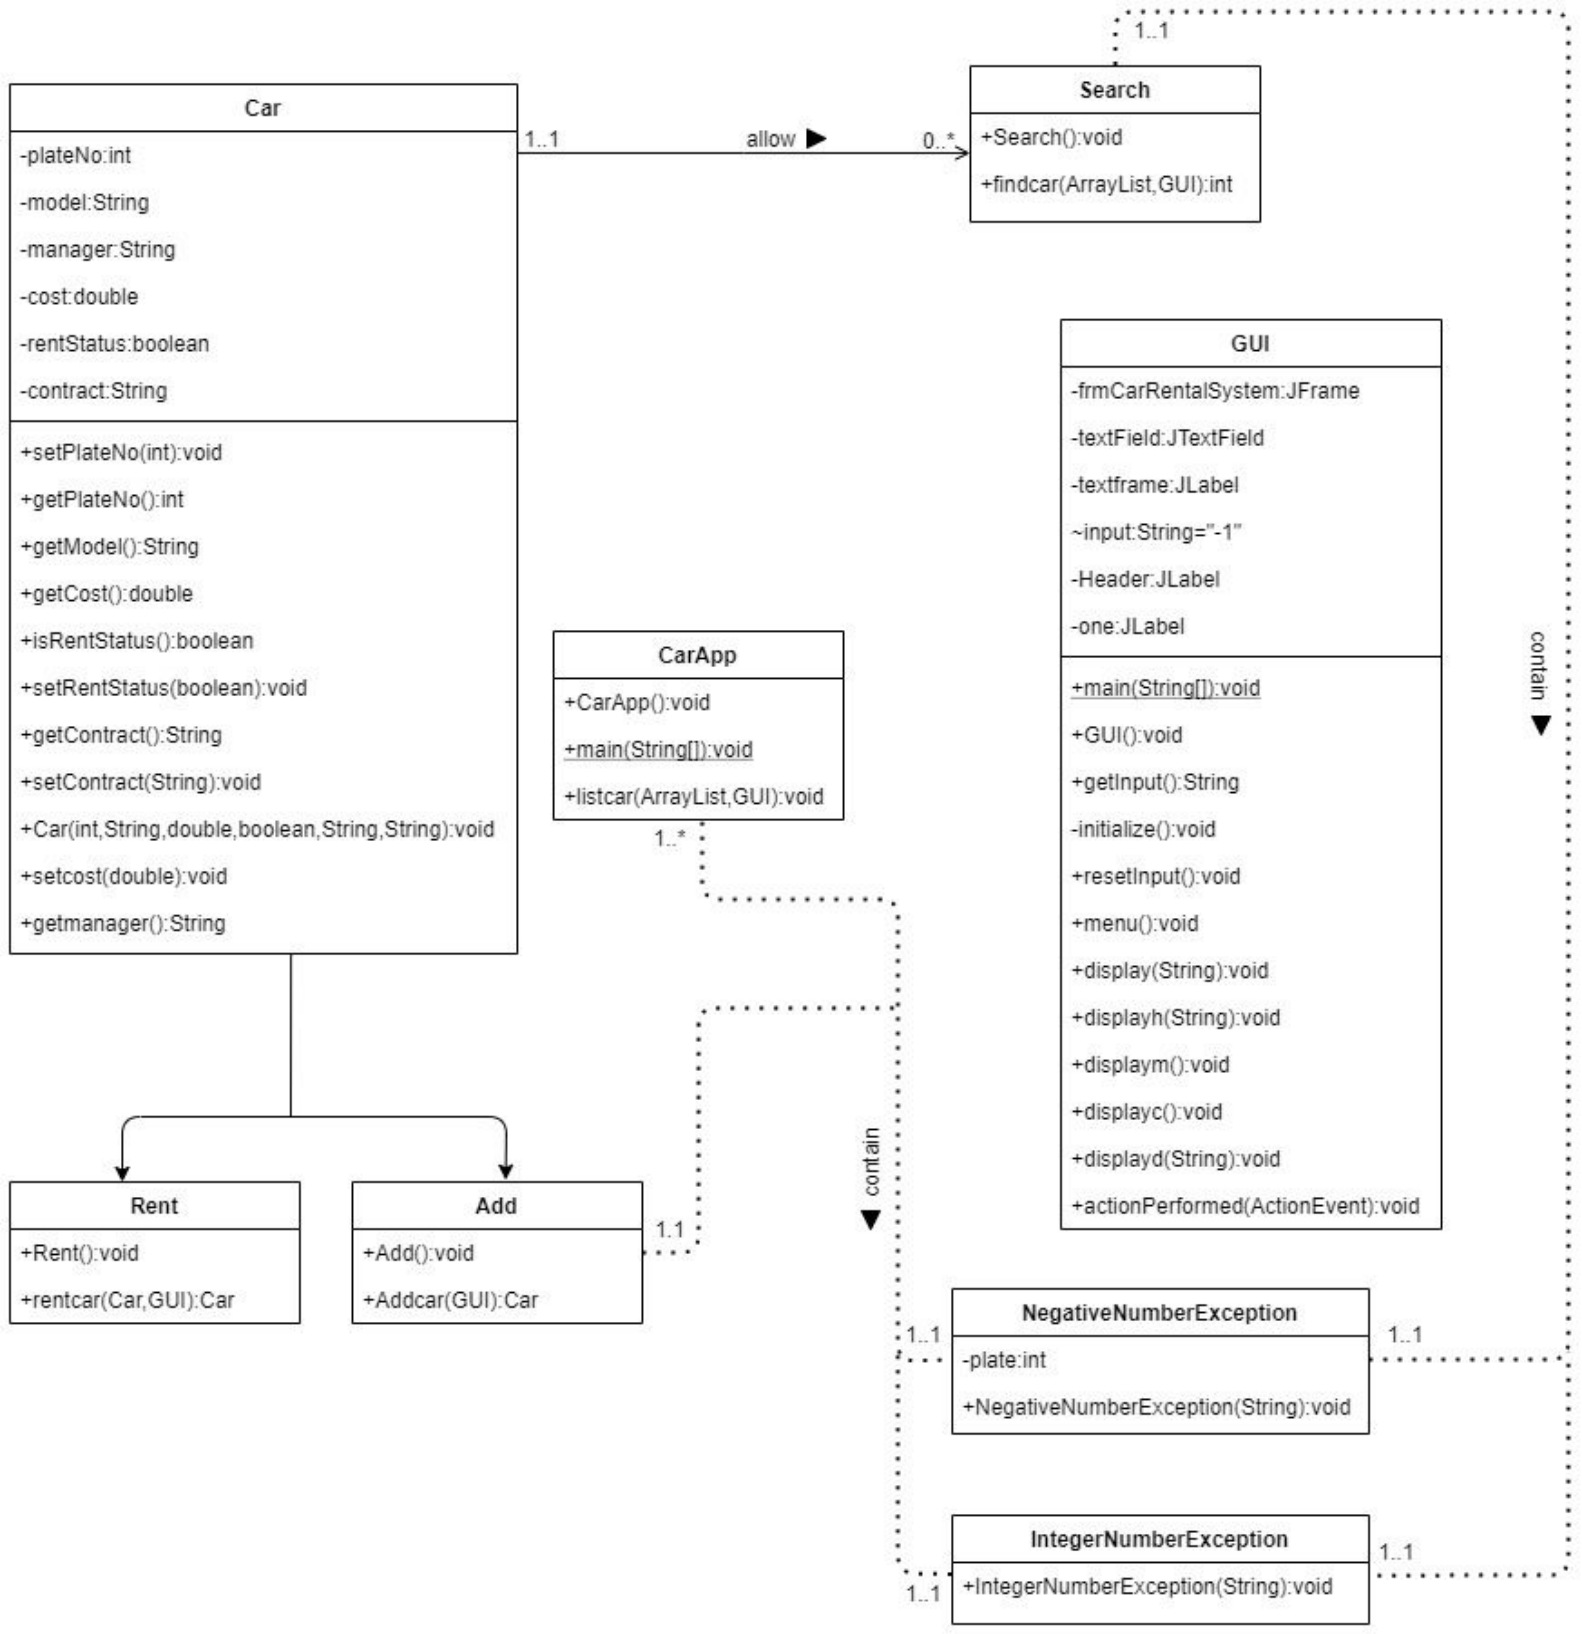 1..1
Search
+Search():void
+findcar(ArrayList,GUI):int
Car
-plateNo:int
-model:String
-manager:String
-cost:double
-rentStatus:boolean
-contract:String
+setPlateNo(int):void
+getPlateNo():int
+getModel():String
+getCost():double
+isRentStatus():boolean
+setRentStatus(boolean):void
+getContract():String
+setContract(String):void
+Car(int,String,double,boolean,String,String):void
+setcost(double):void
+getmanager():String
1..1
allow ▶
0..*
GUI
-frmCarRentalSystem:JFrame
-textField:JTextField
-textframe:JLabel
~input:String="-1"
-Header:JLabel
-one:JLabel
+main(String[]):void
+GUI():void
+getInput():String
-initialize():void
+resetInput():void
+menu():void
+display(String):void
+displayh(String):void
+displaym():void
+displayc():void
+displayd(String):void
+actionPerformed(ActionEvent):void
contain ▶
CarApp
+CarApp():void
+main(String[]):void
+listcar(ArrayList,GUI):void
1..*
contain ▶
Rent
+Rent():void
+rentcar(Car,GUI):Car
Add
+Add():void
+Addcar(GUI):Car
1.1
1..1
NegativeNumberException
-plate:int
+NegativeNumberException(String):void
1..1
1..1
IntegerNumberException
+IntegerNumberException(String):void
1..1